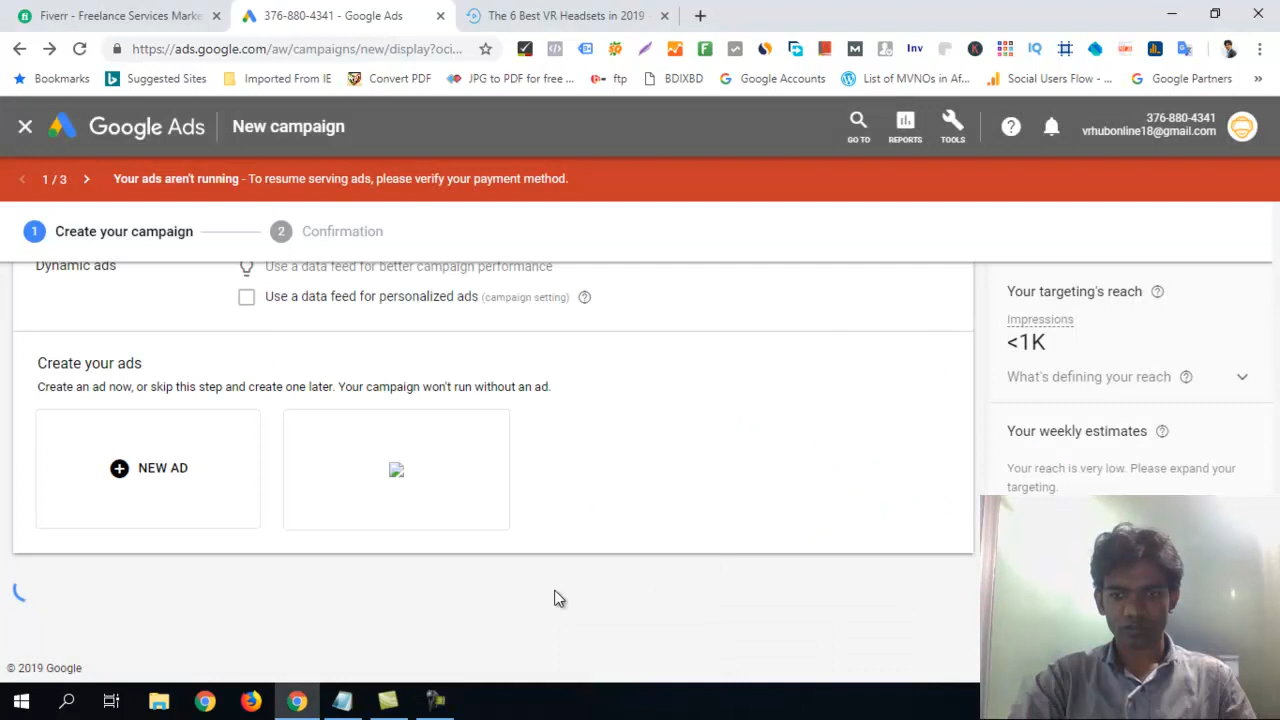 Fiverr - Freelance Services Marke
376-880-4341 - Google Ads
The 6 Best VR Headsets in 2019
https://ads.google.com/aw/campaigns/new/display?oci...
Inv
IQ
Bookmarks
Suggested Sites
Imported From IE
Convert PDF
JPG to PDF for free ...
ftp
BDIXBD
Google Accounts
List of MVNOs in Af...
Social Users Flow - ...
Google Partners
Google Ads
New campaign
GO TO
REPORTS
TOOLS
376-880-4341
vrhubonline18@gmail.com
1 / 3
Your ads aren't running - To resume serving ads, please verify your payment method.
1 Create your campaign
2 Confirmation
Dynamic ads
Use a data feed for better campaign performance
Use a data feed for personalized ads (campaign setting)
Your targeting's reach
Impressions
<1K
What's defining your reach
Create your ads
Create an ad now, or skip this step and create one later. Your campaign won't run without an ad.
NEW AD
Your weekly estimates
Your reach is very low. Please expand your
targeting.
© 2019 Google